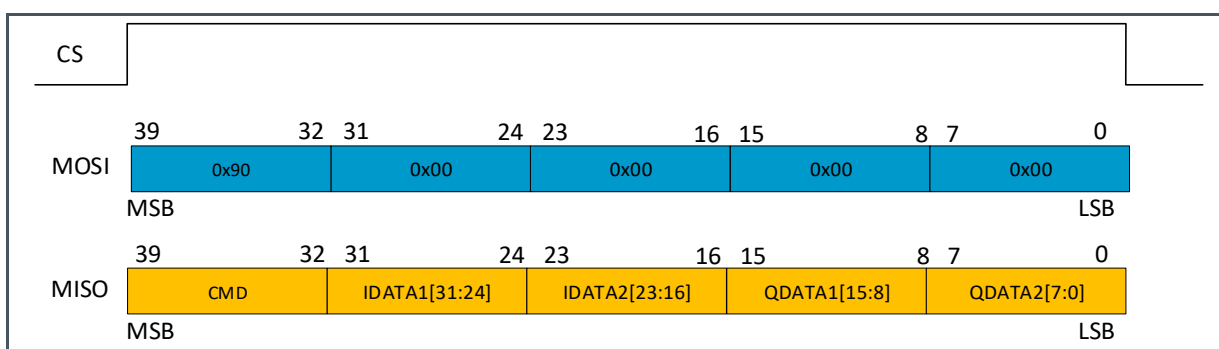 CS
39 32 31 24 23 16 15 8 7 0
MOSI 0x90 0x00 0x00 0x00 0x00
MSB LSB
39 32 31 24 23 16 15 8 7 0
MISO CMD IDATA1[31:24] IDATA2[23:16] QDATA1[15:8] QDATA2[7:0]
MSB LSB